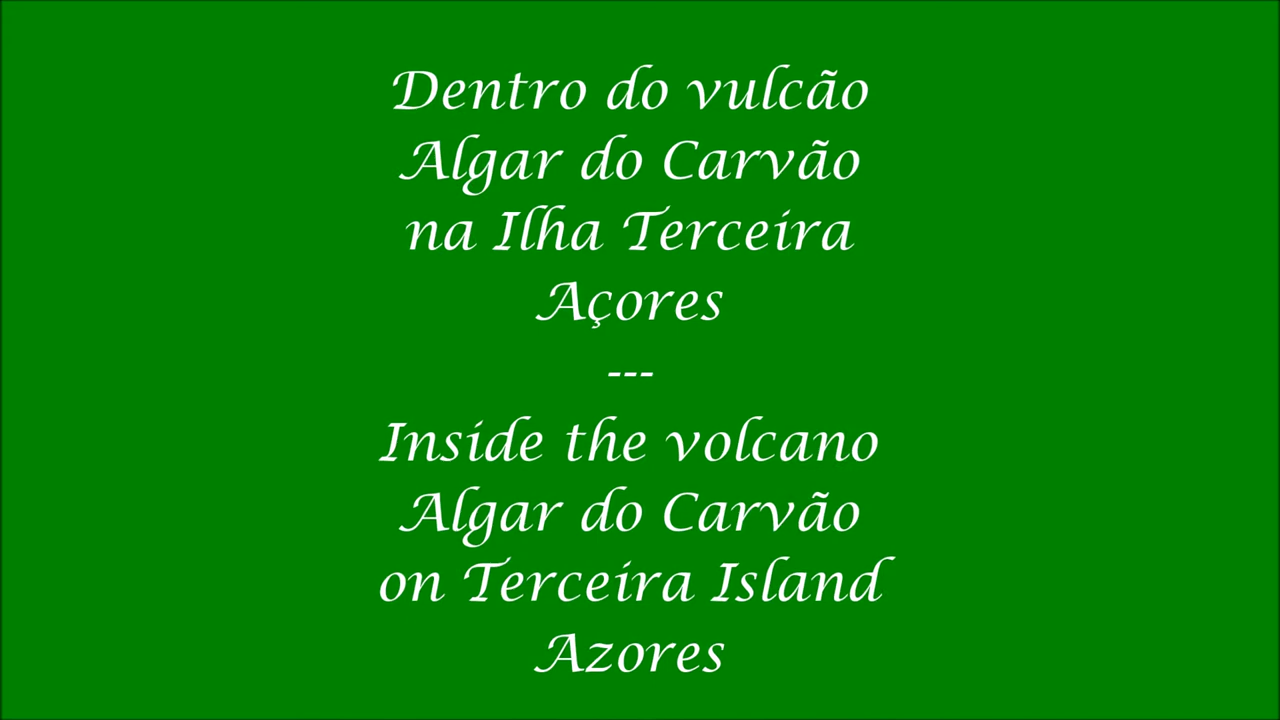 Dentro do vulcão
Algar do Carvão
na Ilha Terceira
Açores
---
Inside the volcano
Algar do Carvão
on Terceira Island
Azores